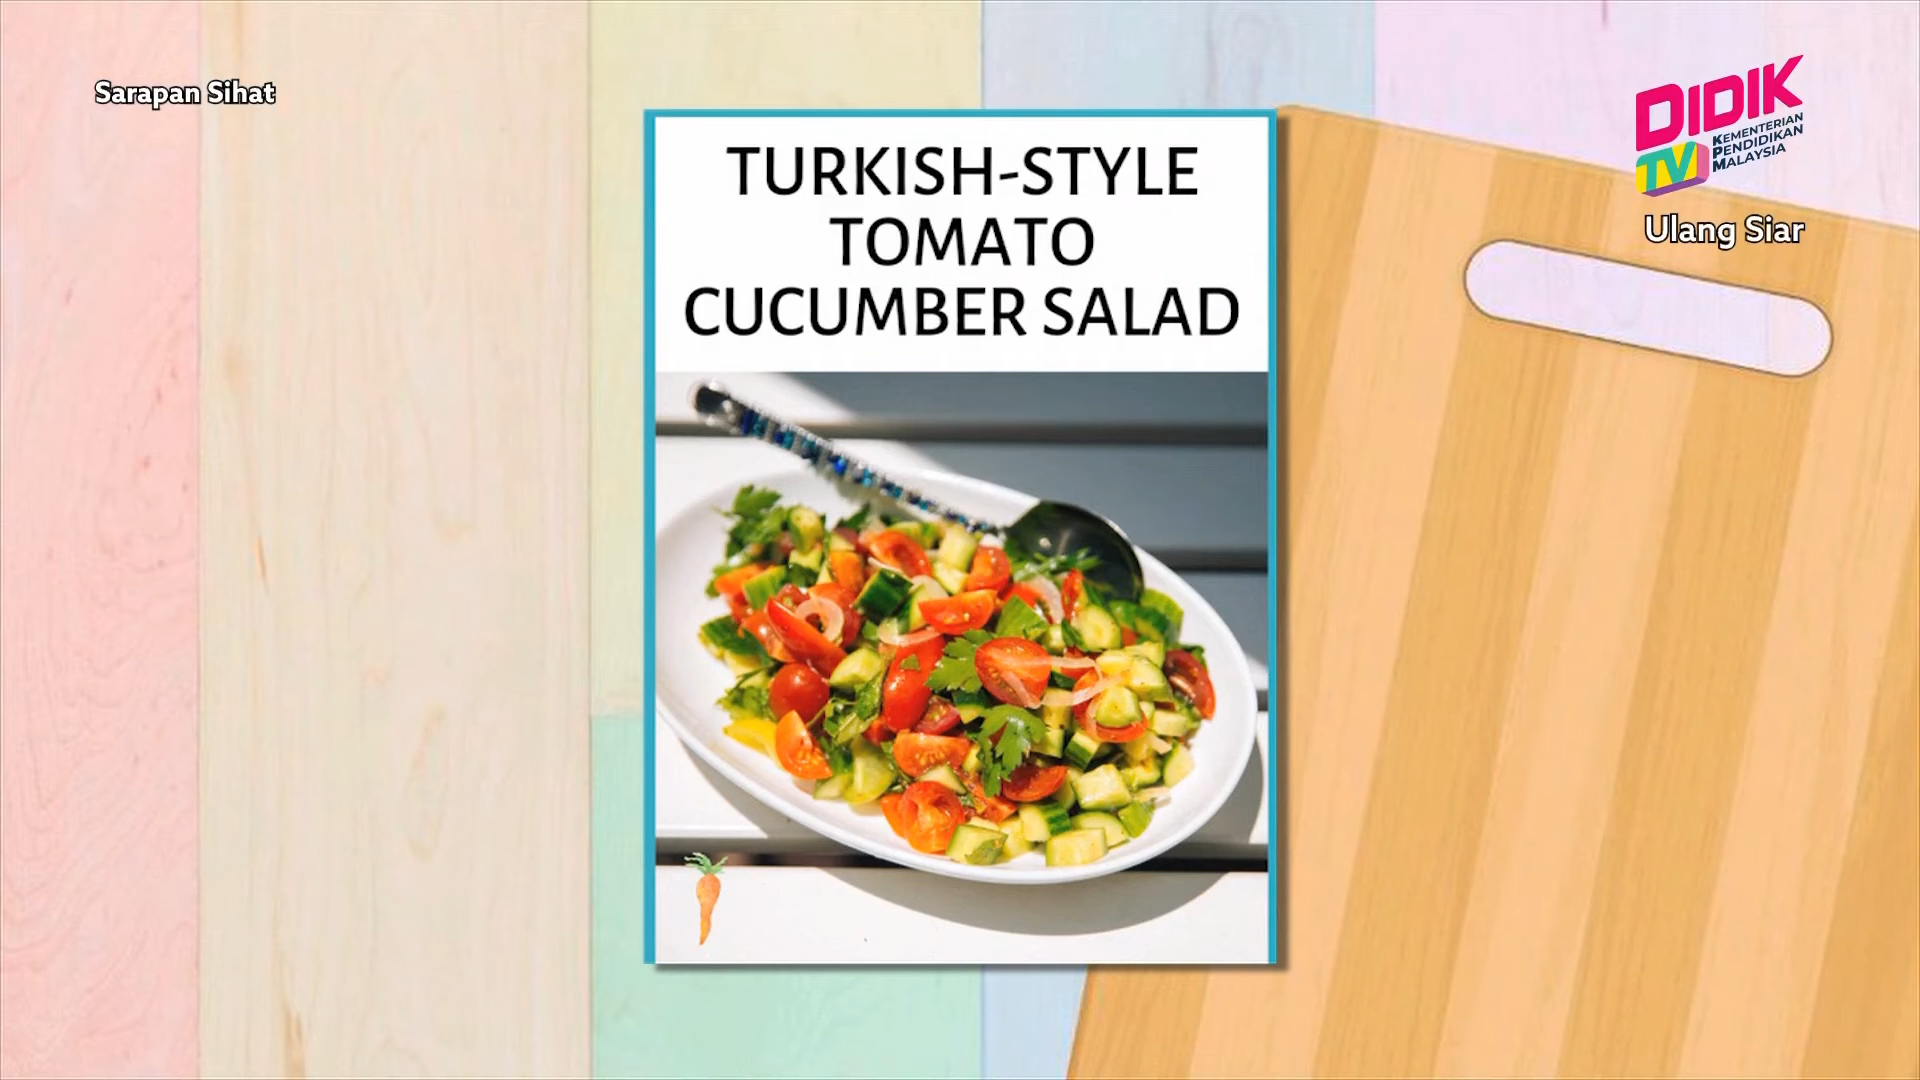 Sarapan Sihat
DIDIK
TV
KEMENTERIAN
PENDIDIKAN
MALAYSIA
Ulang Siar
TURKISH-STYLE
TOMATO
CUCUMBER SALAD